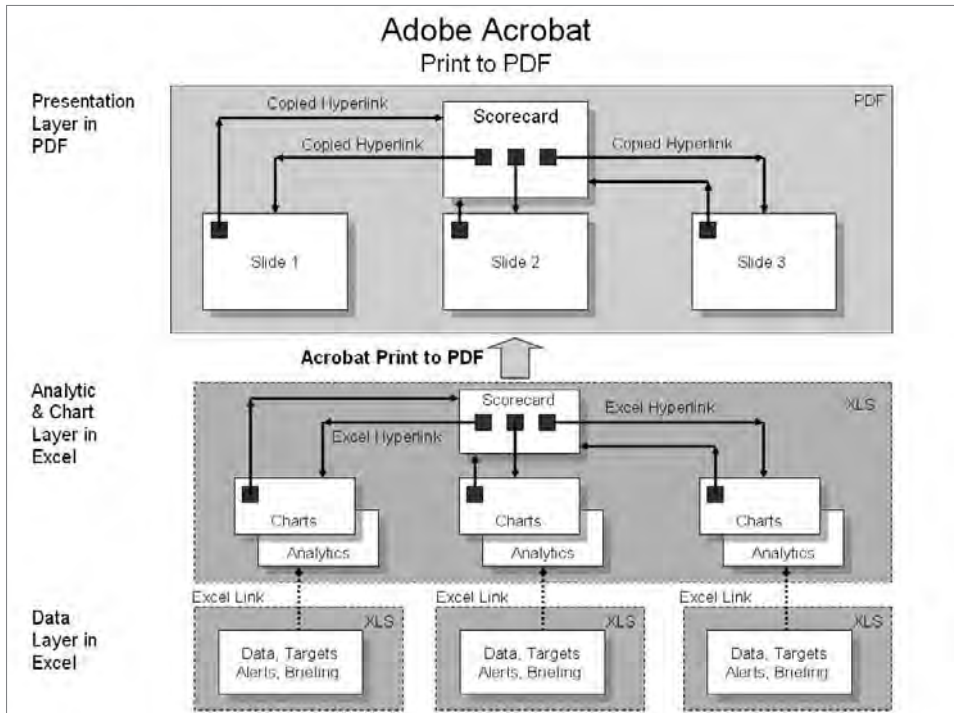 Adobe Acrobat
Print to PDF
Presentation
Layer in
PDF
PDF
Copied Hyperlink
Scorecard
Copied Hyperlink
Copied Hyperlink
Slide 1
Slide 2
Slide 3
Acrobat Print to PDF
Analytic
& Chart
Layer in
Excel
XLS
Scorecard
Excel Hyperlink
Excel Hyperlink
Charts
Charts
Charts
Analytics
Analytics
Analytics
Excel Link
Excel Link
Excel Link
Data
Layer in
Excel
XLS
XLS
XLS
Data, Targets
Alerts, Briefing
Data, Targets
Alerts, Briefing
Data, Targets
Alerts, Briefing